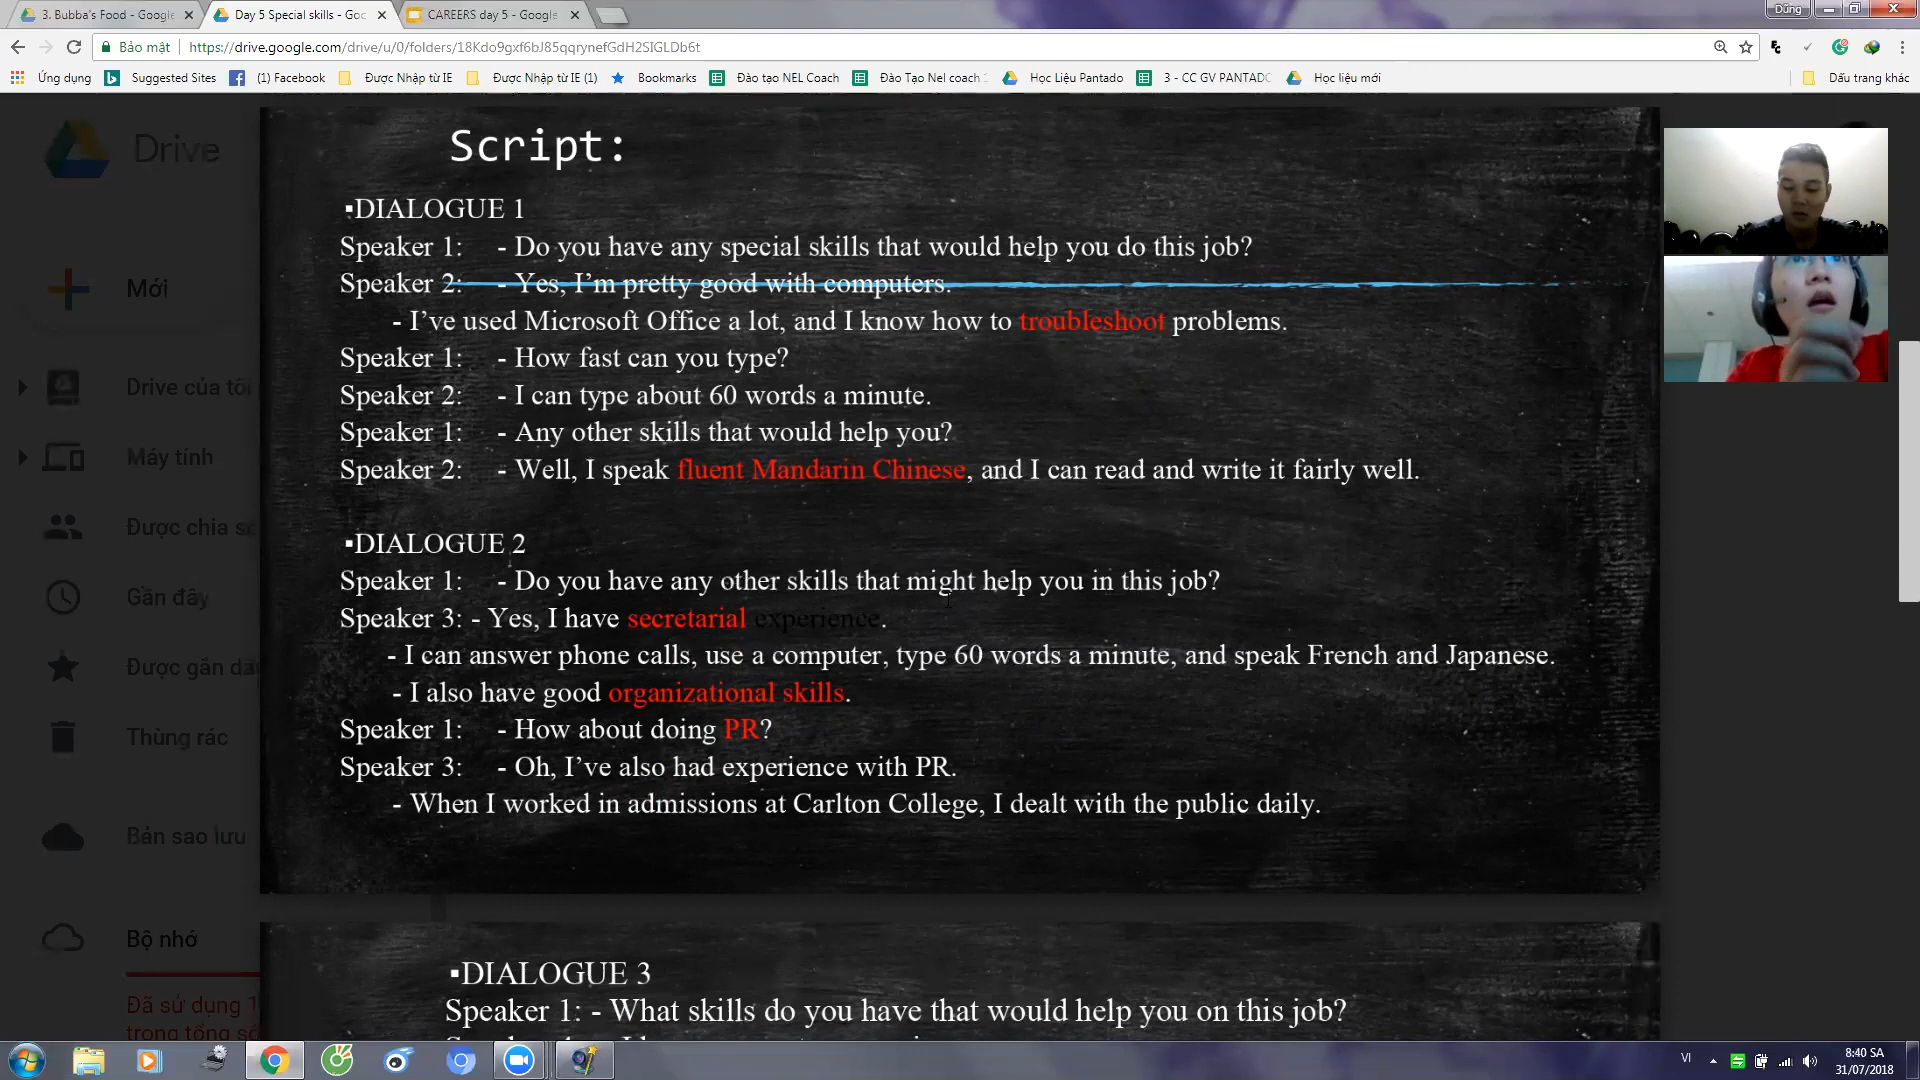 3. Bubba's Food - Google
Day 5 Special skills - Goo
CAREERS day 5 - Google
Dũng
Bảo mật
https://drive.google.com/drive/u/0/folders/18Kdo9gxf6bJ85qqrynefGdH2SIGLDb6t
Ứng dụng
Suggested Sites
(1) Facebook
Được Nhập từ IE
Được Nhập từ IE (1)
Bookmarks
Đào tạo NEL Coach
Đào Tạo Nel coach
Học Liệu Pantado
3 - CC GV PANTADO
Học liệu mới
Dấu trang khác
Drive
Mới
Drive của tôi
Máy tính
Được chia sẻ
Gần đây
Được gắn dấu
Thùng rác
Bản sao lưu
Bộ nhớ
Đã sử dụng 1
trong tổng số
Script:
▪DIALOGUE 1
Speaker 1: - Do you have any special skills that would help you do this job?
Speaker 2: - Yes, I’m pretty good with computers.
- I’ve used Microsoft Office a lot, and I know how to troubleshoot problems.
Speaker 1: - How fast can you type?
Speaker 2: - I can type about 60 words a minute.
Speaker 1: - Any other skills that would help you?
Speaker 2: - Well, I speak fluent Mandarin Chinese, and I can read and write it fairly well.
▪DIALOGUE 2
Speaker 1: - Do you have any other skills that might help you in this job?
Speaker 3: - Yes, I have secretarial experience.
- I can answer phone calls, use a computer, type 60 words a minute, and speak French and Japanese.
- I also have good organizational skills.
Speaker 1: - How about doing PR?
Speaker 3: - Oh, I’ve also had experience with PR.
- When I worked in admissions at Carlton College, I dealt with the public daily.
▪DIALOGUE 3
Speaker 1: - What skills do you have that would help you on this job?
VI
8:40 SA
31/07/2018